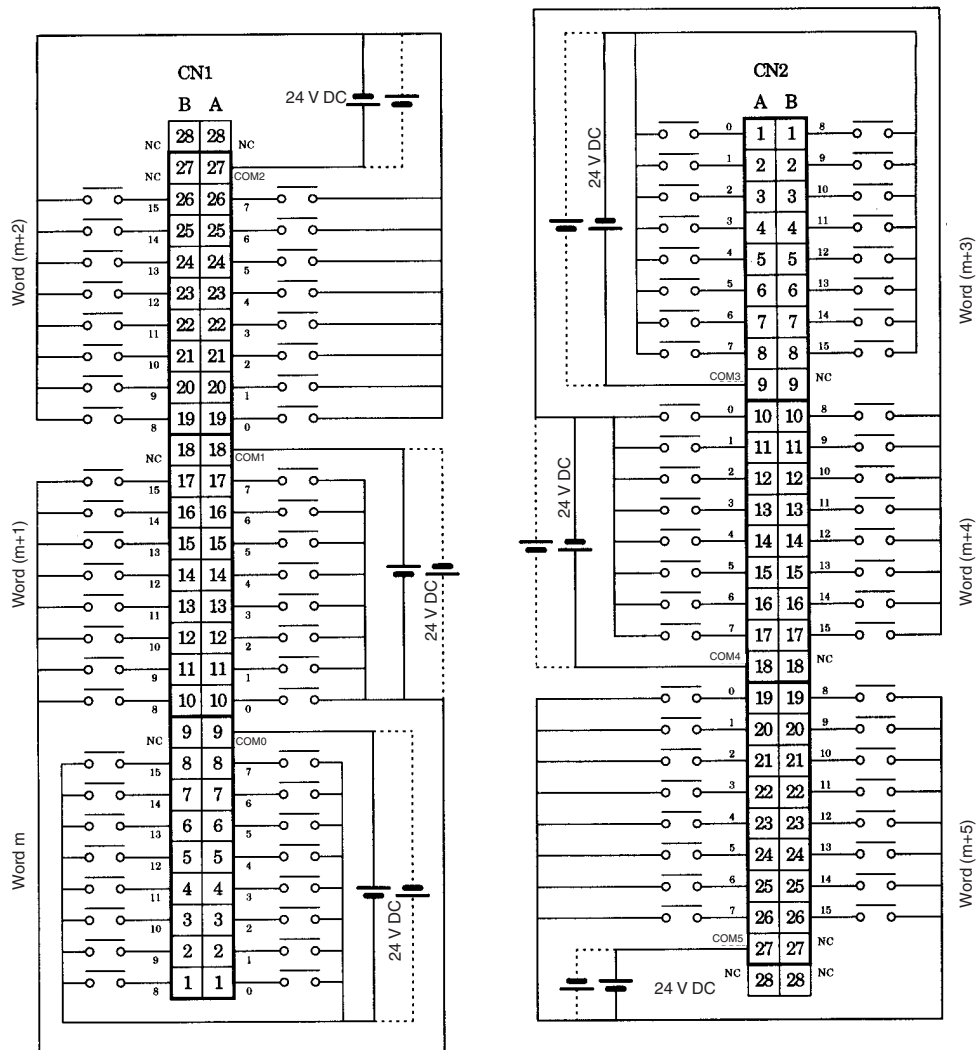 CN1
24 V DC
B A
NC 28 28 NC
NC 27 27 COM2
Word (m+2)
15 26 26 7
14 25 25 6
13 24 24 5
12 23 23 4
11 22 22 3
10 21 21 2
9 20 20 1
8 19 19 0
NC 18 18 COM1
Word (m+1)
15 17 17 7
14 16 16 6
13 15 15 5
12 14 14 4
11 13 13 3
10 12 12 2
9 11 11 1
8 10 10 0
24 V DC
NC 9 9 COM0
Word m
15 8 8 7
14 7 7 6
13 6 6 5
12 5 5 4
11 4 4 3
10 3 3 2
9 2 2 1
8 1 1 0
24 V DC
CN2
A B
24 V DC
0 1 1 8
1 2 2 9
2 3 3 10
3 4 4 11
4 5 5 12
5 6 6 13
6 7 7 14
7 8 8 15
Word (m+3)
COM3 9 9 NC
24 V DC
0 10 10 8
1 11 11 9
2 12 12 10
3 13 13 11
4 14 14 12
5 15 15 13
6 16 16 14
7 17 17 15
Word (m+4)
COM4 18 18 NC
0 19 19 8
1 20 20 9
2 21 21 10
3 22 22 11
4 23 23 12
5 24 24 13
6 25 25 14
7 26 26 15
Word (m+5)
COM5 27 27 NC
NC 28 28 NC
24 V DC